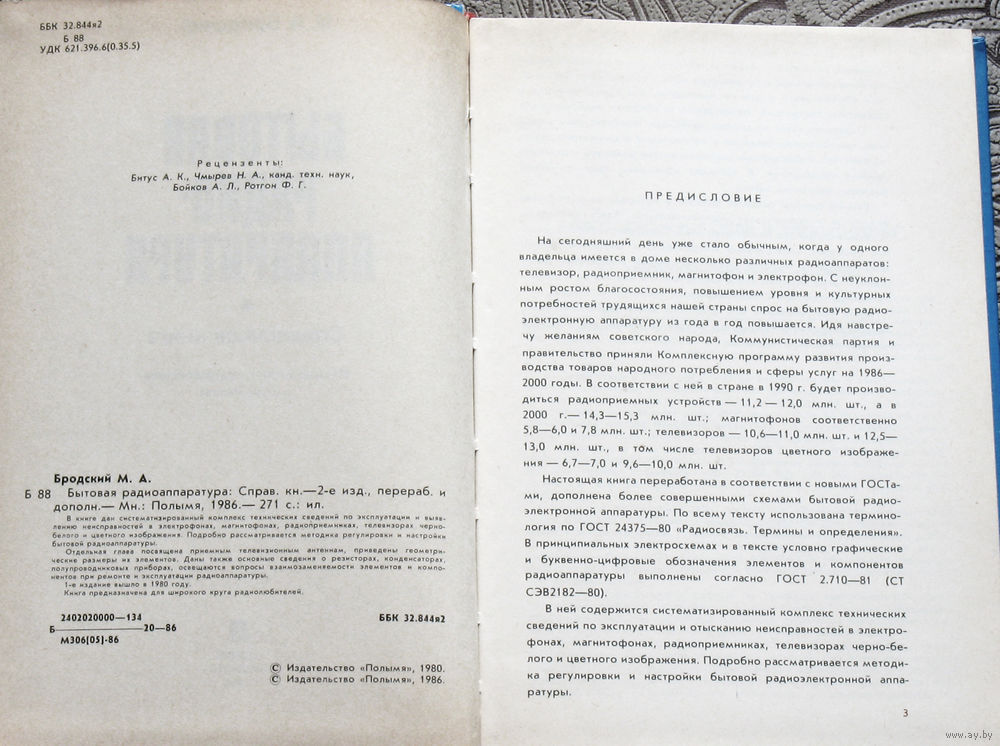 ББК 32.844я2
Б 88
УДК 621.396.6(0.35.5)
Рецензенты:
Битус А. К., Чмырев Н. А., канд. техн. наук,
Бойков А. Л., Ротгон Ф. Г.
Бродский М. А.
Б 88 Бытовая радиоаппаратура: Справ. кн.—2-е изд., перераб. и
дополн.— Мн.: Полымя, 1986.— 271 с.: ил.
В книге дан систематизированный комплекс технических сведений по эксплуатации и выяв-
лению неисправностей в электрофонах, магнитофонах, радиоприемниках, телевизорах черно-
белого и цветного изображения. Подробно рассматривается методика регулировки и настройки
бытовой радиоаппаратуры.
Отдельная глава посвящена приемным телевизионным антеннам, приведены геометри-
ческие размеры их элементов. Даны также основные сведения о резисторах, конденсаторах,
полупроводниковых приборах, освещаются вопросы взаимозаменяемости элементов и компо-
нентов при ремонте и эксплуатации радиоаппаратуры.
1-е издание вышло в 1980 году.
Книга предназначена для широкого круга радиолюбителей.
2402020000—134
Б———————20—86 ББК 32.844я2
М306[05]-86
© Издательство «Полымя», 1980.
© Издательство «Полымя», 1986.
ПРЕДИСЛОВИЕ
На сегодняшний день уже стало обычным, когда у одного
владельца имеется в доме несколько различных радиоаппаратов:
телевизор, радиоприемник, магнитофон и электрофон. С неуклон-
ным ростом благосостояния, повышением уровня и культурных
потребностей трудящихся нашей страны спрос на бытовую радио-
электронную аппаратуру из года в год повышается. Идя навстре-
чу желаниям советского народа, Коммунистическая партия и
правительство приняли Комплексную программу развития произ-
водства товаров народного потребления и сферы услуг на 1986—
2000 годы. В соответствии с ней в стране в 1990 г. будет произво-
диться радиоприемных устройств — 11,2 — 12,0 млн. шт., а в
2000 г.— 14,3—15,3 млн. шт.; магнитофонов соответственно
5,8—6,0 и 7,8 млн. шт.; телевизоров — 10,6—11,0 млн. шт. и 12,5—
13,0 млн. шт., в том числе телевизоров цветного изображе-
ния — 6,7—7,0 и 9,6—10,0 млн. шт.
Настоящая книга переработана в соответствии с новыми ГОСТа-
ми, дополнена более совершенными схемами бытовой радио-
электронной аппаратуры. По всему тексту использована термино-
логия по ГОСТ 24375—80 «Радиосвязь. Термины и определения».
В принципиальных электросхемах и в тексте условно графические
и буквенно-цифровые обозначения элементов и компонентов
радиоаппаратуры выполнены согласно ГОСТ 2.710—81 (СТ
СЭВ2182—80).
В ней содержится систематизированный комплекс технических
сведений по эксплуатации и отысканию неисправностей в электро-
фонах, магнитофонах, радиоприемниках, телевизорах черно-бе-
лого и цветного изображения. Подробно рассматривается методи-
ка регулировки и настройки бытовой радиоэлектронной аппа-
ратуры.
3
www.ay.by